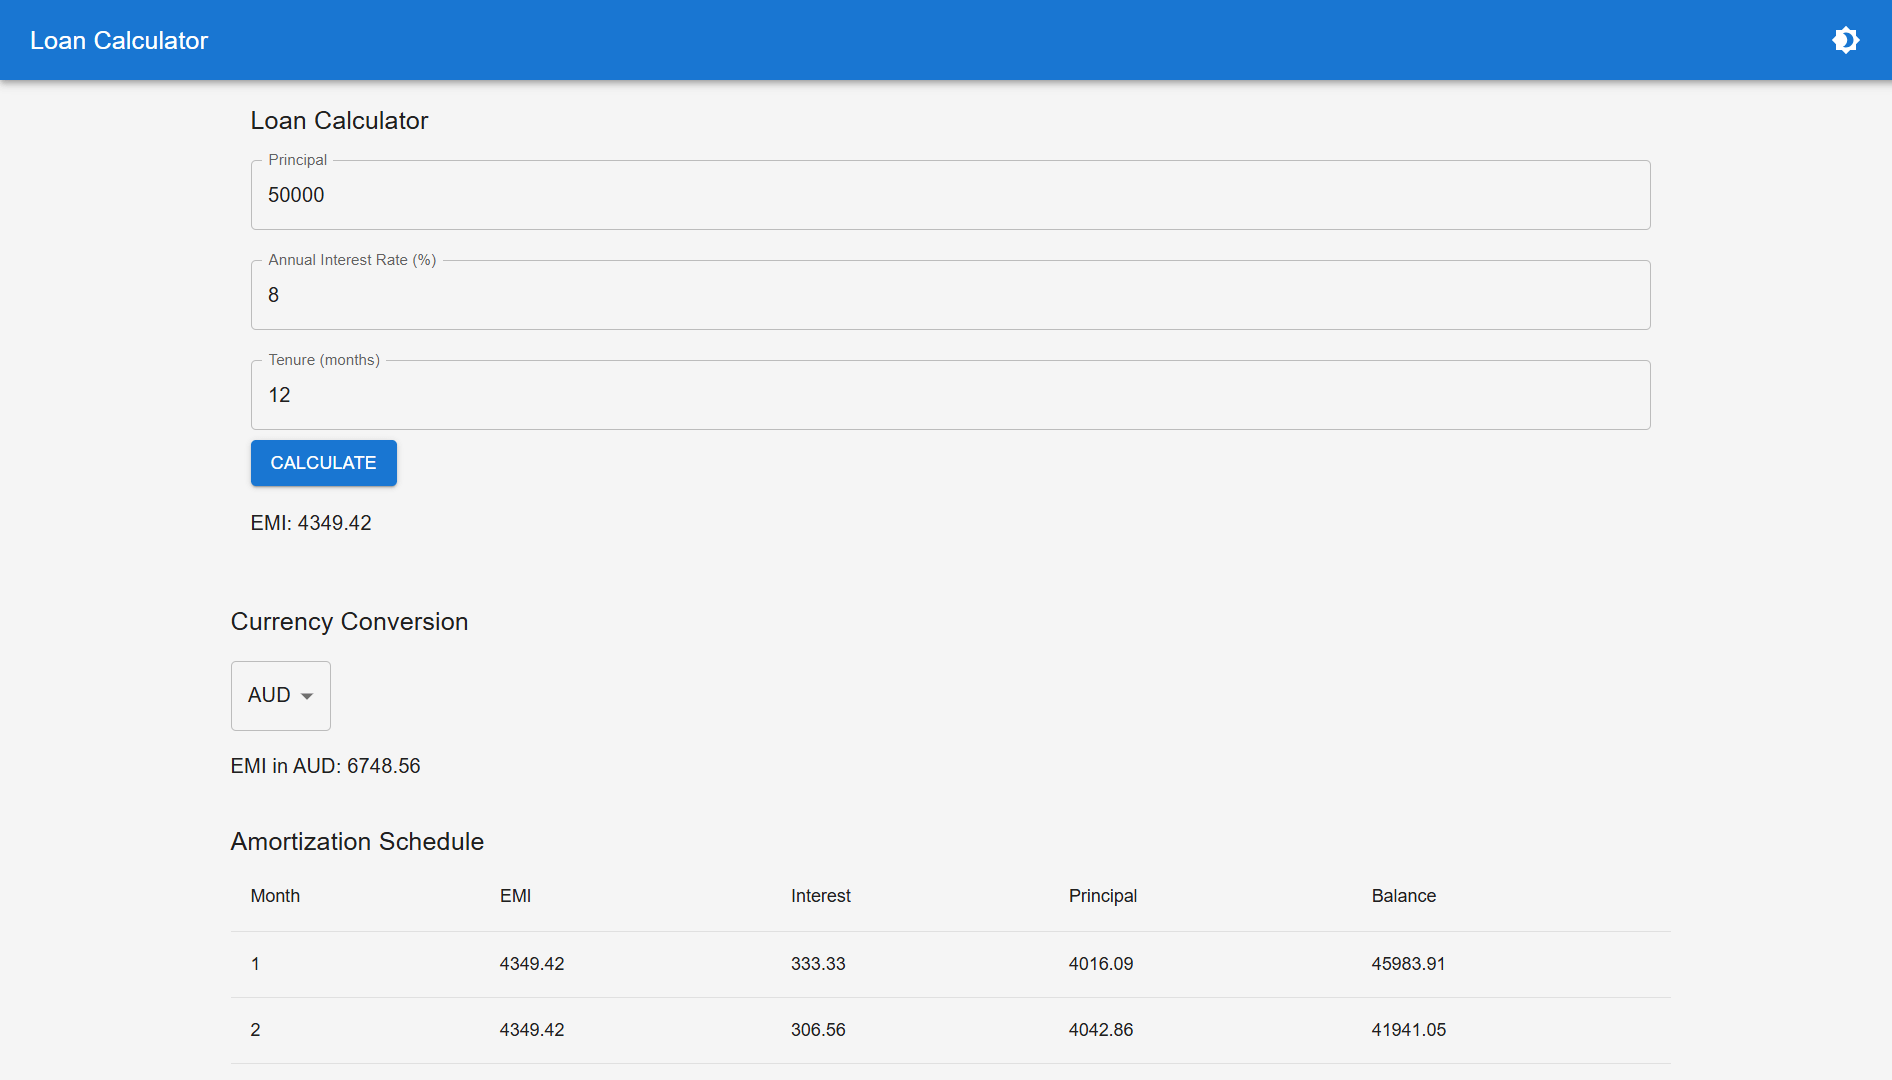 Loan Calculator
Loan Calculator
Principal
50000
Annual Interest Rate (%)
8
Tenure (months)
12
CALCULATE
EMI: 4349.42
Currency Conversion
AUD
EMI in AUD: 6748.56
Amortization Schedule
Month EMI Interest Principal Balance
1 4349.42 333.33 4016.09 45983.91
2 4349.42 306.56 4042.86 41941.05